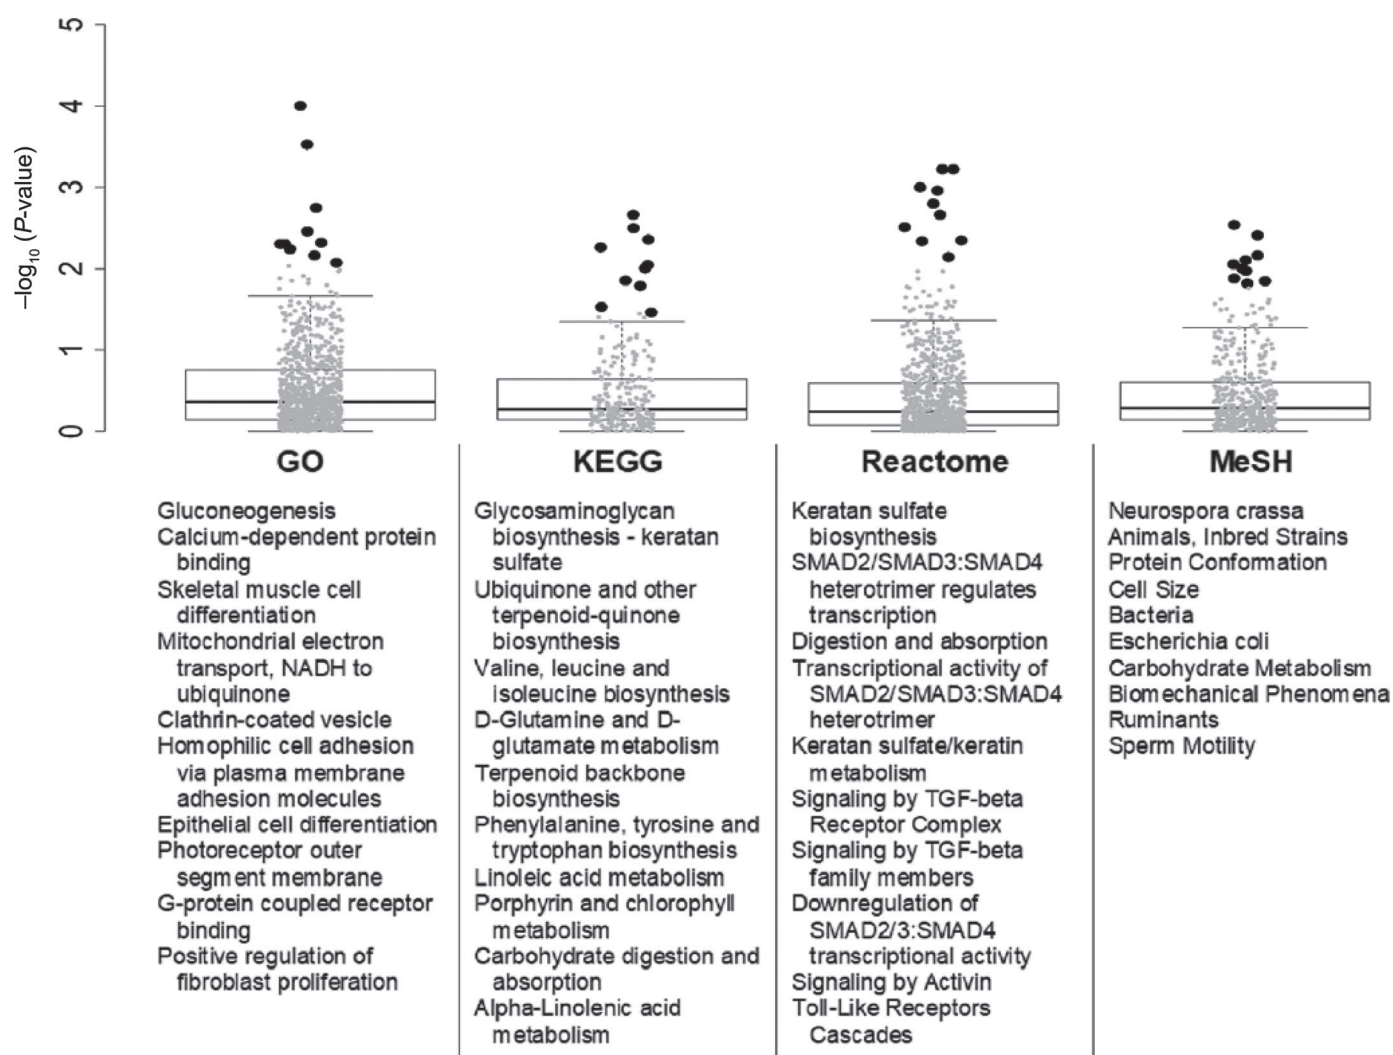 5
4
3
2
1
0
–log10 (P-value)
GO
Gluconeogenesis
Calcium-dependent protein
binding
Skeletal muscle cell
differentiation
Mitochondrial electron
transport, NADH to
ubiquinone
Clathrin-coated vesicle
Homophilic cell adhesion
via plasma membrane
adhesion molecules
Epithelial cell differentiation
Photoreceptor outer
segment membrane
G-protein coupled receptor
binding
Positive regulation of
fibroblast proliferation
KEGG
Glycosaminoglycan
biosynthesis - keratan
sulfate
Ubiquinone and other
terpenoid-quinone
biosynthesis
Valine, leucine and
isoleucine biosynthesis
D-Glutamine and D-
glutamate metabolism
Terpenoid backbone
biosynthesis
Phenylalanine, tyrosine and
tryptophan biosynthesis
Linoleic acid metabolism
Porphyrin and chlorophyll
metabolism
Carbohydrate digestion and
absorption
Alpha-Linolenic acid
metabolism
Reactome
Keratan sulfate
biosynthesis
SMAD2/SMAD3:SMAD4
heterotrimer regulates
transcription
Digestion and absorption
Transcriptional activity of
SMAD2/SMAD3:SMAD4
heterotrimer
Keratan sulfate/keratin
metabolism
Signaling by TGF-beta
Receptor Complex
Signaling by TGF-beta
family members
Downregulation of
SMAD2/3:SMAD4
transcriptional activity
Signaling by Activin
Toll-Like Receptors
Cascades
MeSH
Neurospora crassa
Animals, Inbred Strains
Protein Conformation
Cell Size
Bacteria
Escherichia coli
Carbohydrate Metabolism
Biomechanical Phenomena
Ruminants
Sperm Motility